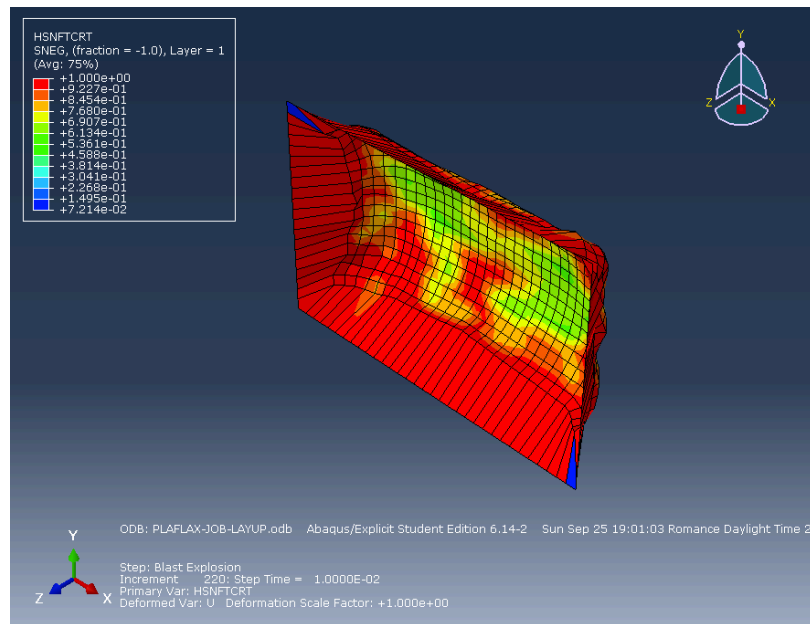 HSNFTCRT
SNEG, (fraction = -1.0), Layer = 1
(Avg: 75%)
+1.000e+00
+9.227e-01
+8.454e-01
+7.680e-01
+6.907e-01
+6.134e-01
+5.361e-01
+4.588e-01
+3.814e-01
+3.041e-01
+2.268e-01
+1.495e-01
+7.214e-02
Y
Z
X
ODB: PLAFLAX-JOB-LAYUP.odb Abaqus/Explicit Student Edition 6.14-2 Sun Sep 25 19:01:03 Romance Daylight Time 2
Y
Z
X
Step: Blast Explosion
Increment 220: Step Time = 1.0000E-02
Primary Var: HSNFTCRT
Deformed Var: U Deformation Scale Factor: +1.000e+00